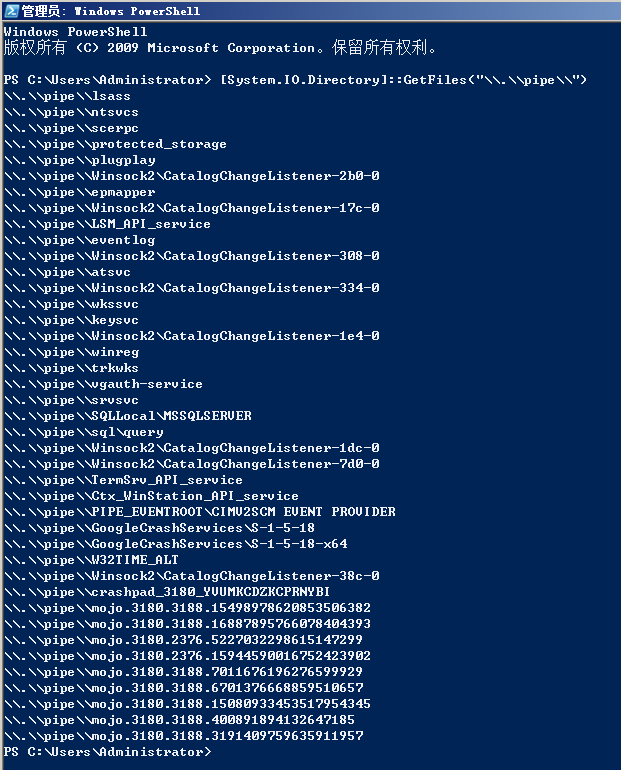 管理员: Windows PowerShell
Windows PowerShell
版权所有 (C) 2009 Microsoft Corporation。保留所有权利。
PS C:\Users\Administrator> [System.IO.Directory]::GetFiles("\\.\\pipe\\")
\\.\\pipe\\lsass
\\.\\pipe\\ntsvcs
\\.\\pipe\\scerpc
\\.\\pipe\\protected_storage
\\.\\pipe\\plugplay
\\.\\pipe\\Winsock2\CatalogChangeListener-2b0-0
\\.\\pipe\\epmapper
\\.\\pipe\\Winsock2\CatalogChangeListener-17c-0
\\.\\pipe\\LSM_API_service
\\.\\pipe\\eventlog
\\.\\pipe\\Winsock2\CatalogChangeListener-308-0
\\.\\pipe\\atsvc
\\.\\pipe\\Winsock2\CatalogChangeListener-334-0
\\.\\pipe\\wkssvc
\\.\\pipe\\keysvc
\\.\\pipe\\Winsock2\CatalogChangeListener-1e4-0
\\.\\pipe\\winreg
\\.\\pipe\\trkwks
\\.\\pipe\\vgauth-service
\\.\\pipe\\srvsvc
\\.\\pipe\\SQLLocal\MSSQLSERVER
\\.\\pipe\\sql\query
\\.\\pipe\\Winsock2\CatalogChangeListener-1dc-0
\\.\\pipe\\Winsock2\CatalogChangeListener-7d0-0
\\.\\pipe\\TermSrv_API_service
\\.\\pipe\\Ctx_WinStation_API_service
\\.\\pipe\\PIPE_EVENTROOT\CIMV2SCM EVENT PROVIDER
\\.\\pipe\\GoogleCrashServices\S-1-5-18
\\.\\pipe\\GoogleCrashServices\S-1-5-18-x64
\\.\\pipe\\W32TIME_ALT
\\.\\pipe\\Winsock2\CatalogChangeListener-38c-0
\\.\\pipe\\crashpad_3180_YVUMKCDZKCPRNYBI
\\.\\pipe\\mojo.3180.3188.15498978620853506382
\\.\\pipe\\mojo.3180.3188.16887895766078404393
\\.\\pipe\\mojo.3180.2376.5227032298615147299
\\.\\pipe\\mojo.3180.2376.15944590016752423902
\\.\\pipe\\mojo.3180.3188.7011676196276599929
\\.\\pipe\\mojo.3180.3188.6701376668859510657
\\.\\pipe\\mojo.3180.3188.15080933453517954345
\\.\\pipe\\mojo.3180.3188.400891894132647185
\\.\\pipe\\mojo.3180.3188.3191409759635911957
PS C:\Users\Administrator>